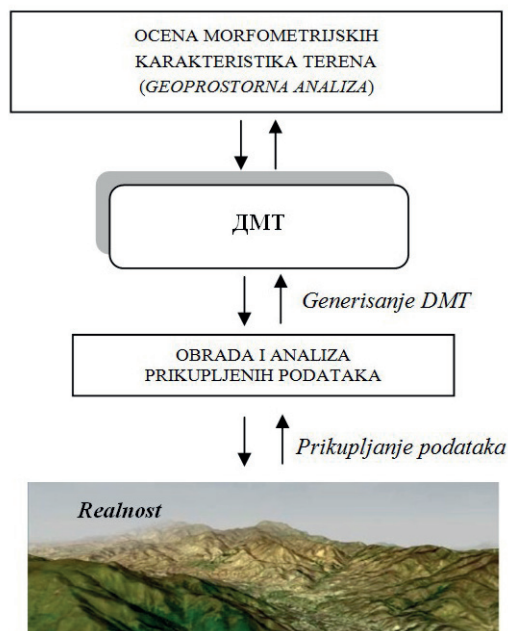 OCENA MORFOMETRIJSKIH
KARAKTERISTIKA TERENA
(GEOPROSTORNA ANALIZA)
ДМТ
Generisanje DMT
OBRADA I ANALIZA
PRIKUPLJENIH PODATAKA
Prikupljanje podataka
Realnost